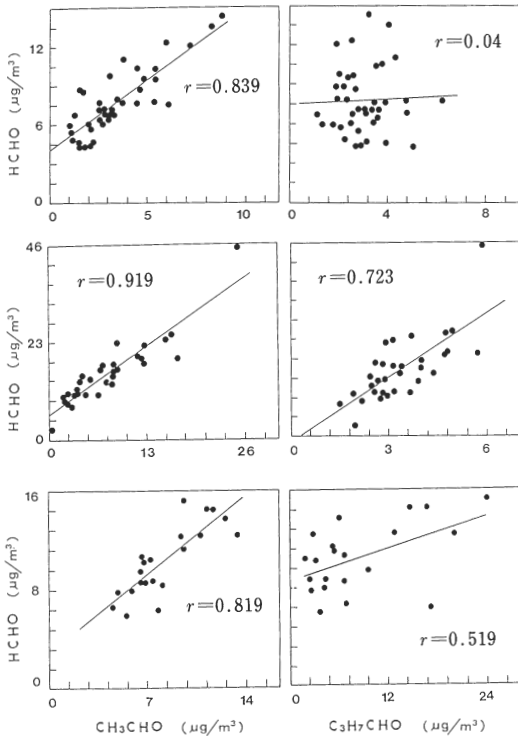 HCHO (μg/m³)
12
6
0
r=0.839
0 5 10
r=0.04
0 4 8
HCHO (μg/m³)
46
23
0
r=0.919
0 13 26
r=0.723
0 3 6
HCHO (μg/m³)
16
8
0
r=0.819
0 7 14
CH₃CHO (μg/m³)
r=0.519
0 12 24
C₃H₇CHO (μg/m³)